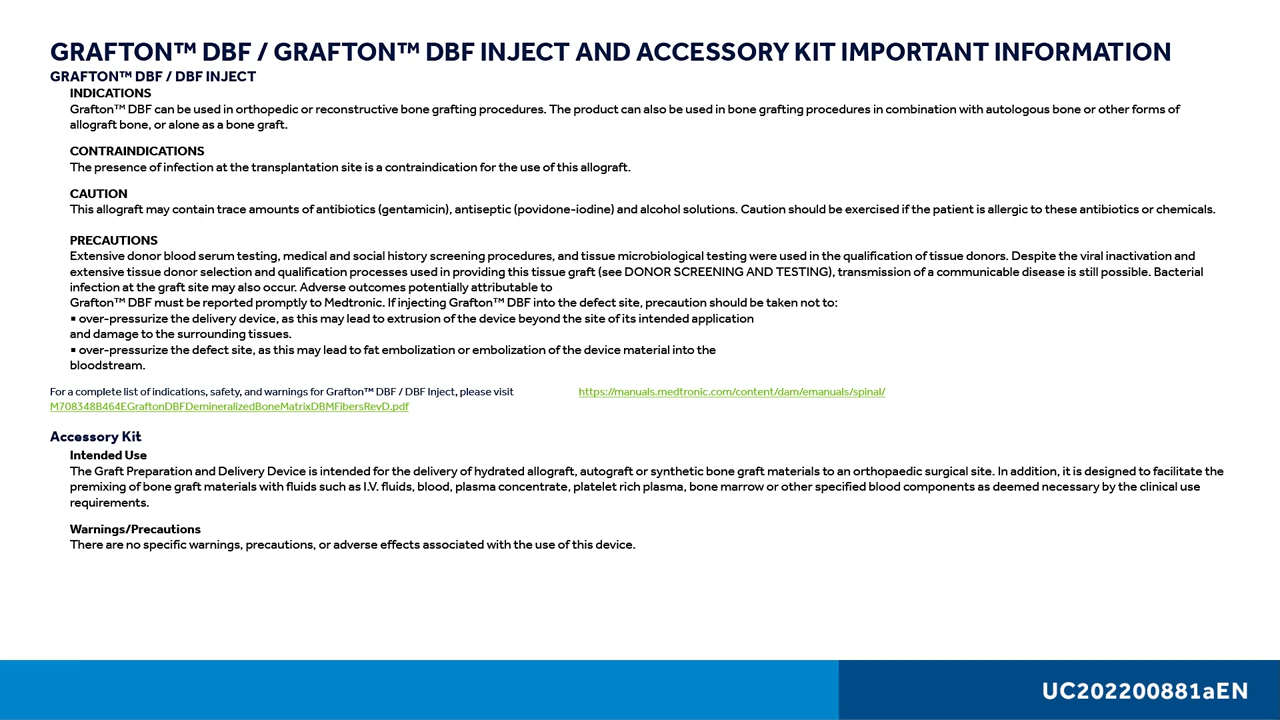 GRAFTON™ DBF / GRAFTON™ DBF INJECT AND ACCESSORY KIT IMPORTANT INFORMATION
GRAFTON™ DBF / DBF INJECT
INDICATIONS
Grafton™ DBF can be used in orthopedic or reconstructive bone grafting procedures. The product can also be used in bone grafting procedures in combination with autologous bone or other forms of
allograft bone, or alone as a bone graft.
CONTRAINDICATIONS
The presence of infection at the transplantation site is a contraindication for the use of this allograft.
CAUTION
This allograft may contain trace amounts of antibiotics (gentamicin), antiseptic (povidone-iodine) and alcohol solutions. Caution should be exercised if the patient is allergic to these antibiotics or chemicals.
PRECAUTIONS
Extensive donor blood serum testing, medical and social history screening procedures, and tissue microbiological testing were used in the qualification of tissue donors. Despite the viral inactivation and
extensive tissue donor selection and qualification processes used in providing this tissue graft (see DONOR SCREENING AND TESTING), transmission of a communicable disease is still possible. Bacterial
infection at the graft site may also occur. Adverse outcomes potentially attributable to
Grafton™ DBF must be reported promptly to Medtronic. If injecting Grafton™ DBF into the defect site, precaution should be taken not to:
▪ over-pressurize the delivery device, as this may lead to extrusion of the device beyond the site of its intended application
and damage to the surrounding tissues.
▪ over-pressurize the defect site, as this may lead to fat embolization or embolization of the device material into the
bloodstream.
For a complete list of indications, safety, and warnings for Grafton™ DBF / DBF Inject, please visit https://manuals.medtronic.com/content/dam/emanuals/spinal/
M708348B464EGraftonDBFDemineralizedBoneMatrixDBMFibersRevD.pdf
Accessory Kit
Intended Use
The Graft Preparation and Delivery Device is intended for the delivery of hydrated allograft, autograft or synthetic bone graft materials to an orthopaedic surgical site. In addition, it is designed to facilitate the
premixing of bone graft materials with fluids such as I.V. fluids, blood, plasma concentrate, platelet rich plasma, bone marrow or other specified blood components as deemed necessary by the clinical use
requirements.
Warnings/Precautions
There are no specific warnings, precautions, or adverse effects associated with the use of this device.
UC202200881aEN